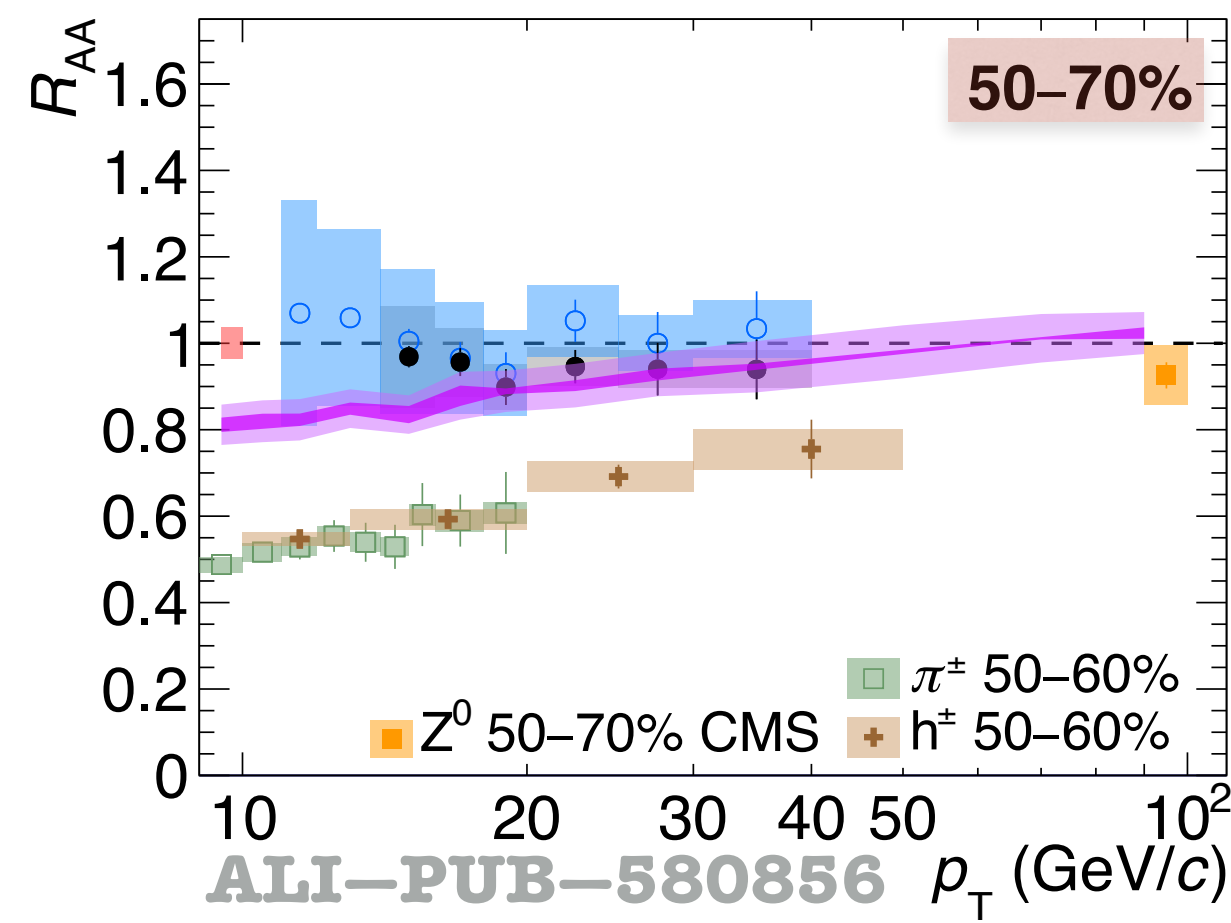 R_AA
50–70%
1.6
1.4
1.2
1
0.8
0.6
0.4
0.2
0
π± 50–60%
Z⁰ 50–70% CMS
h± 50–60%
10 20 30 40 50 10²
p_T (GeV/c)
ALI–PUB–580856